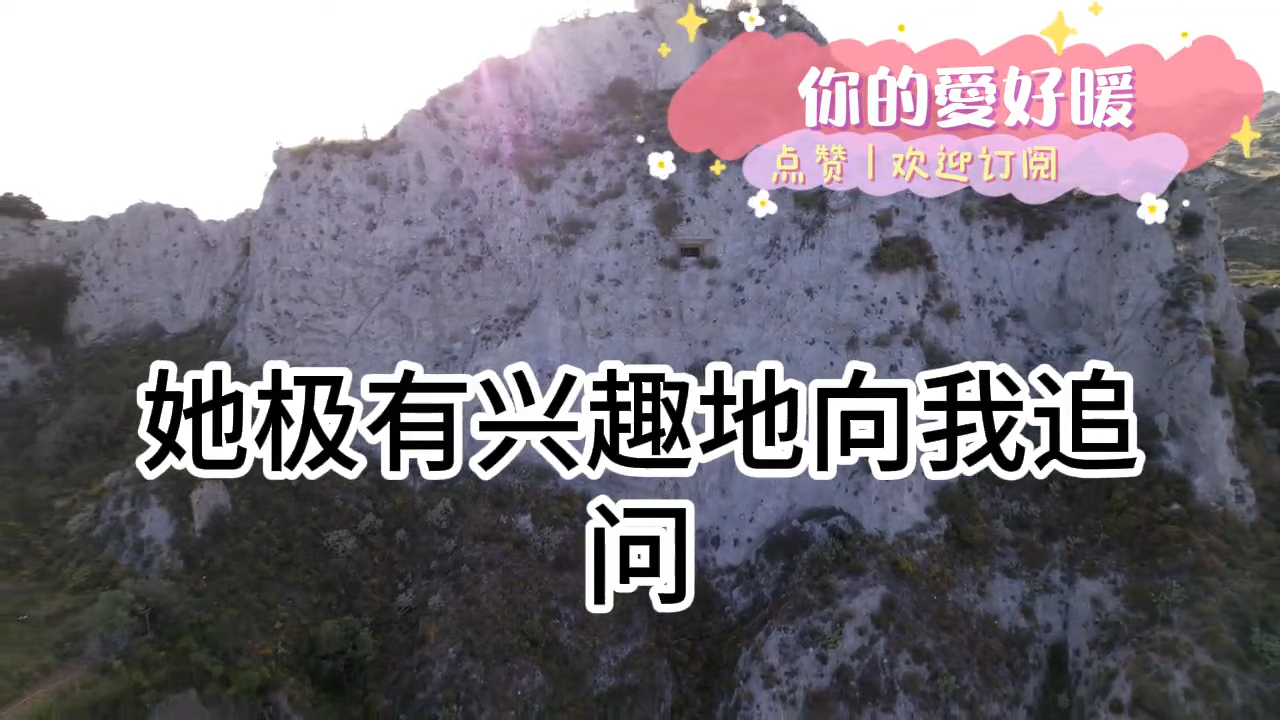 你的愛好暖
点赞 | 欢迎订阅
她极有兴趣地向我追
问